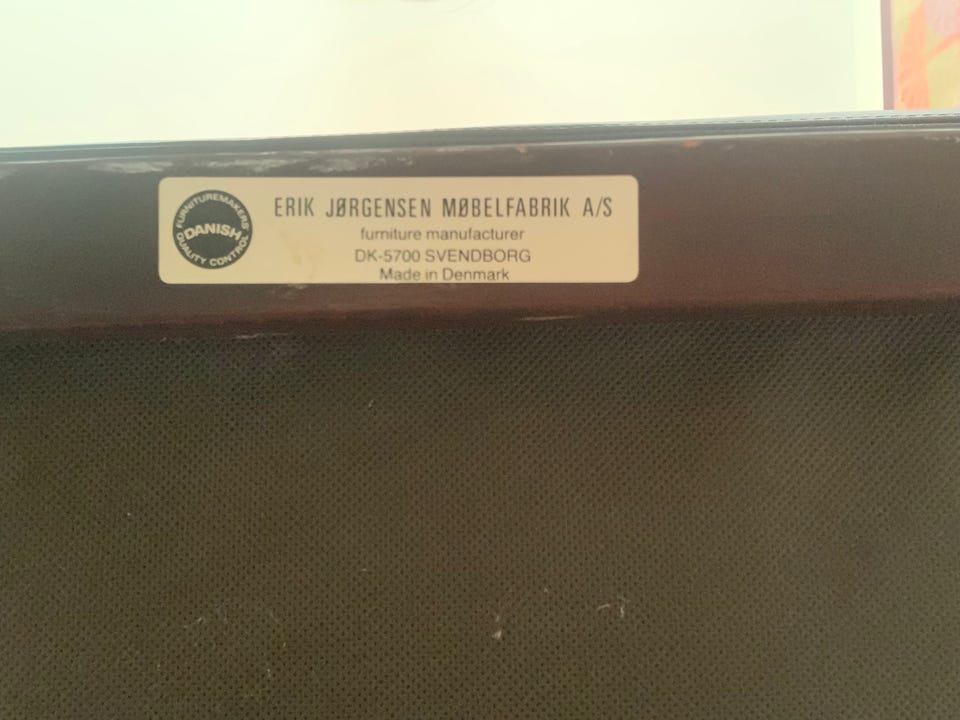 FURNITUREMAKERS'
DANISH
QUALITY CONTROL
ERIK JØRGENSEN MØBELFABRIK A/S
furniture manufacturer
DK-5700 SVENDBORG
Made in Denmark